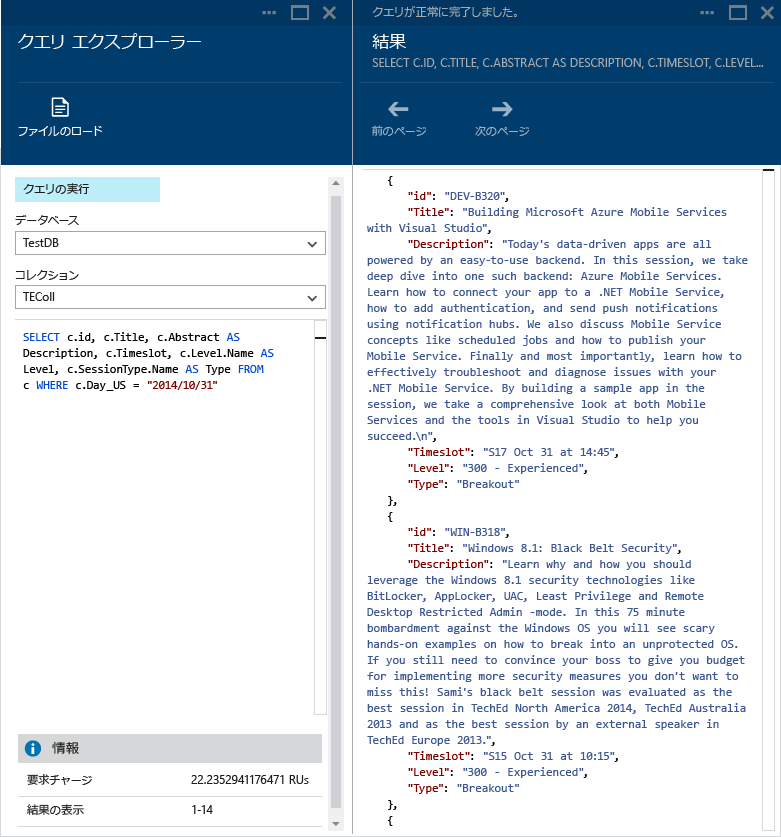 クエリ エクスプローラー
ファイルのロード
クエリの実行
データベース
TestDB
コレクション
TEColl
SELECT c.id, c.Title, c.Abstract AS
Description, c.Timeslot, c.Level.Name AS
Level, c.SessionType.Name AS Type FROM
c WHERE c.Day_US = "2014/10/31"
情報
要求チャージ 22.2352941176471 RUs
結果の表示 1-14
クエリが正常に完了しました。
結果
SELECT C.ID, C.TITLE, C.ABSTRACT AS DESCRIPTION, C.TIMESLOT, C.LEVEL...
前のページ 次のページ
{
"id": "DEV-B320",
"Title": "Building Microsoft Azure Mobile Services
with Visual Studio",
"Description": "Today's data-driven apps are all
powered by an easy-to-use backend. In this session, we take
deep dive into one such backend: Azure Mobile Services.
Learn how to connect your app to a .NET Mobile Service,
how to add authentication, and send push notifications
using notification hubs. We also discuss Mobile Service
concepts like scheduled jobs and how to publish your
Mobile Service. Finally and most importantly, learn how to
effectively troubleshoot and diagnose issues with your
.NET Mobile Service. By building a sample app in the
session, we take a comprehensive look at both Mobile
Services and the tools in Visual Studio to help you
succeed.\n",
"Timeslot": "S17 Oct 31 at 14:45",
"Level": "300 - Experienced",
"Type": "Breakout"
},
{
"id": "WIN-B318",
"Title": "Windows 8.1: Black Belt Security",
"Description": "Learn why and how you should
leverage the Windows 8.1 security technologies like
BitLocker, AppLocker, UAC, Least Privilege and Remote
Desktop Restricted Admin -mode. In this 75 minute
bombardment against the Windows OS you will see scary
hands-on examples on how to break into an unprotected OS.
If you still need to convince your boss to give you budget
for implementing more security measures you don't want to
miss this! Sami's black belt session was evaluated as the
best session in TechEd North America 2014, TechEd Australia
2013 and as the best session by an external speaker in
TechEd Europe 2013.",
"Timeslot": "S15 Oct 31 at 10:15",
"Level": "300 - Experienced",
"Type": "Breakout"
},
{